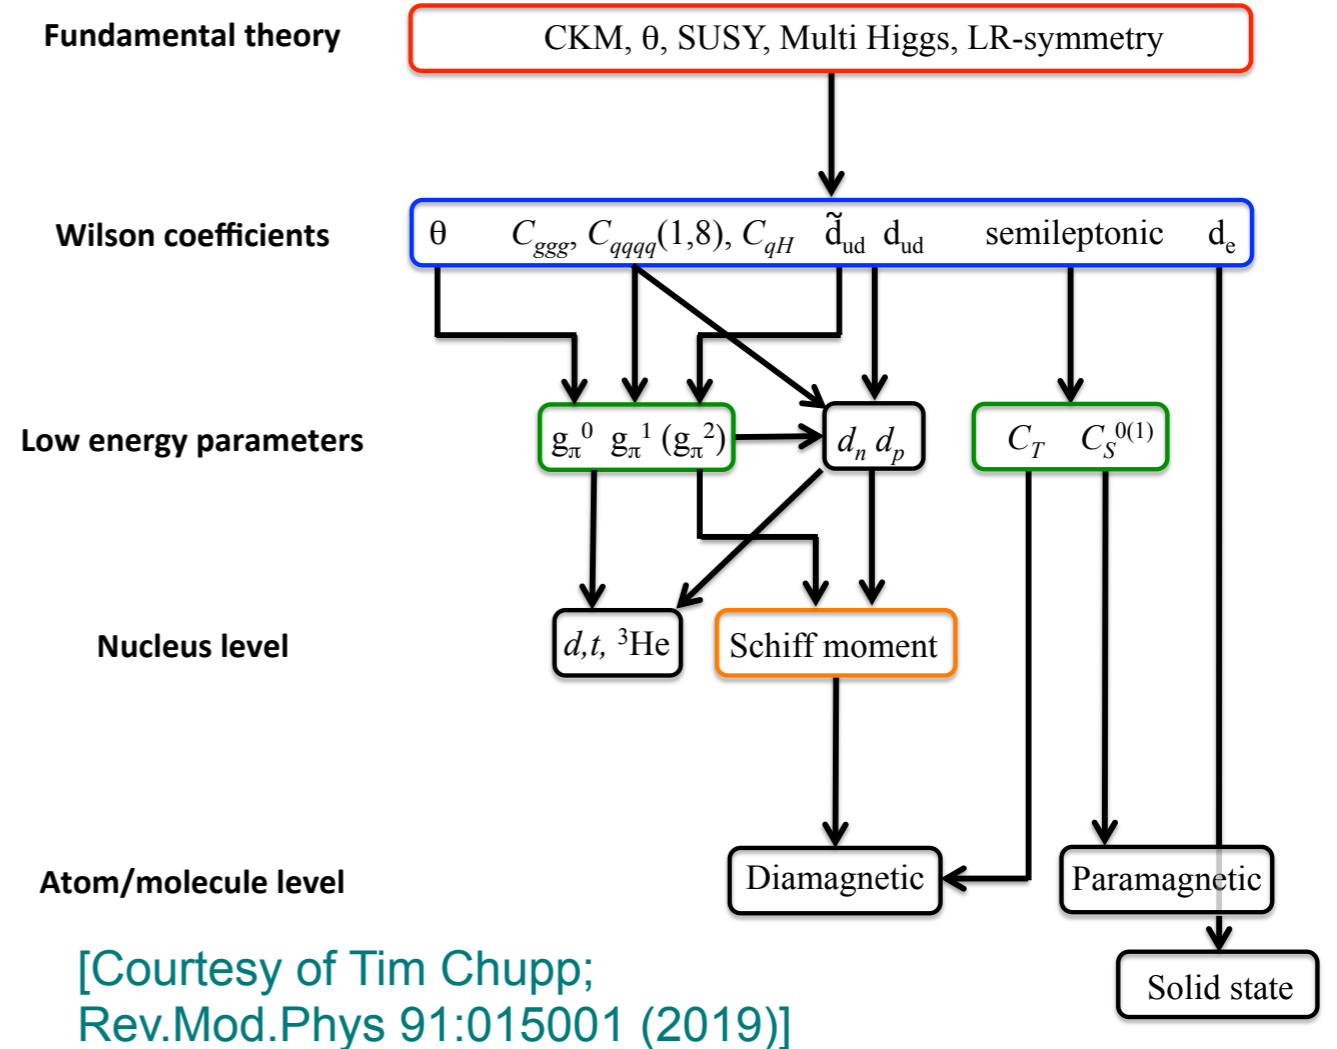 Fundamental theory
CKM, θ, SUSY, Multi Higgs, LR-symmetry
Wilson coefficients
θ C_ggg, C_qqqq(1,8), C_qH d̃_ud d_ud semileptonic d_e
Low energy parameters
g_π^0 g_π^1 (g_π^2)
d_n d_p
C_T C_S^0(1)
Nucleus level
d,t, ^3He
Schiff moment
Atom/molecule level
Diamagnetic
Paramagnetic
Solid state
[Courtesy of Tim Chupp;
Rev.Mod.Phys 91:015001 (2019)]